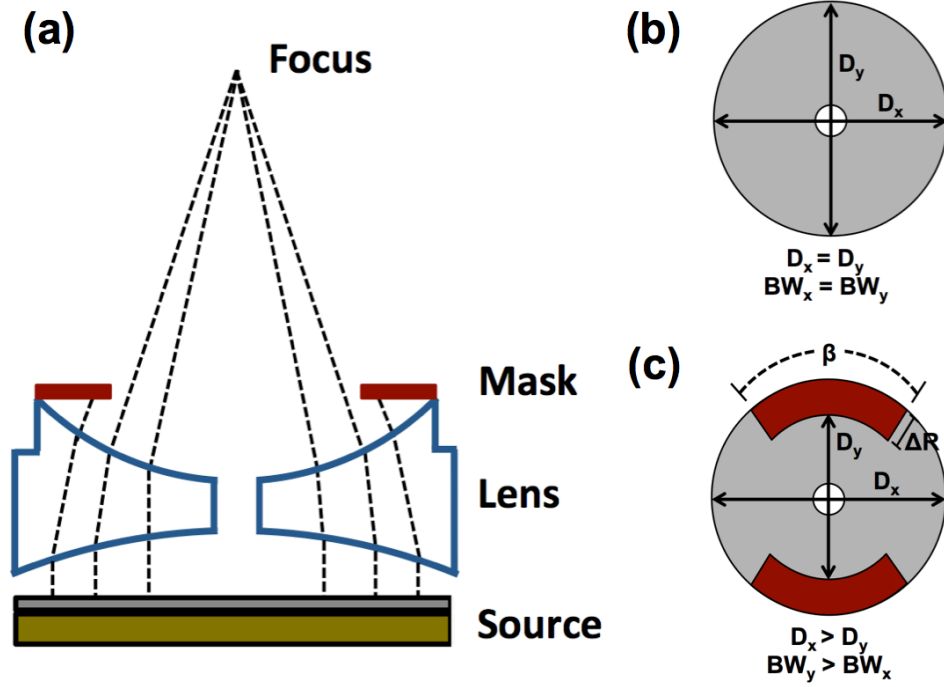 (a)
Focus
Mask
Lens
Source
(b)
Dy
Dx
Dx = Dy
BWx = BWy
(c)
β
ΔR
Dy
Dx
Dx > Dy
BWy > BWx